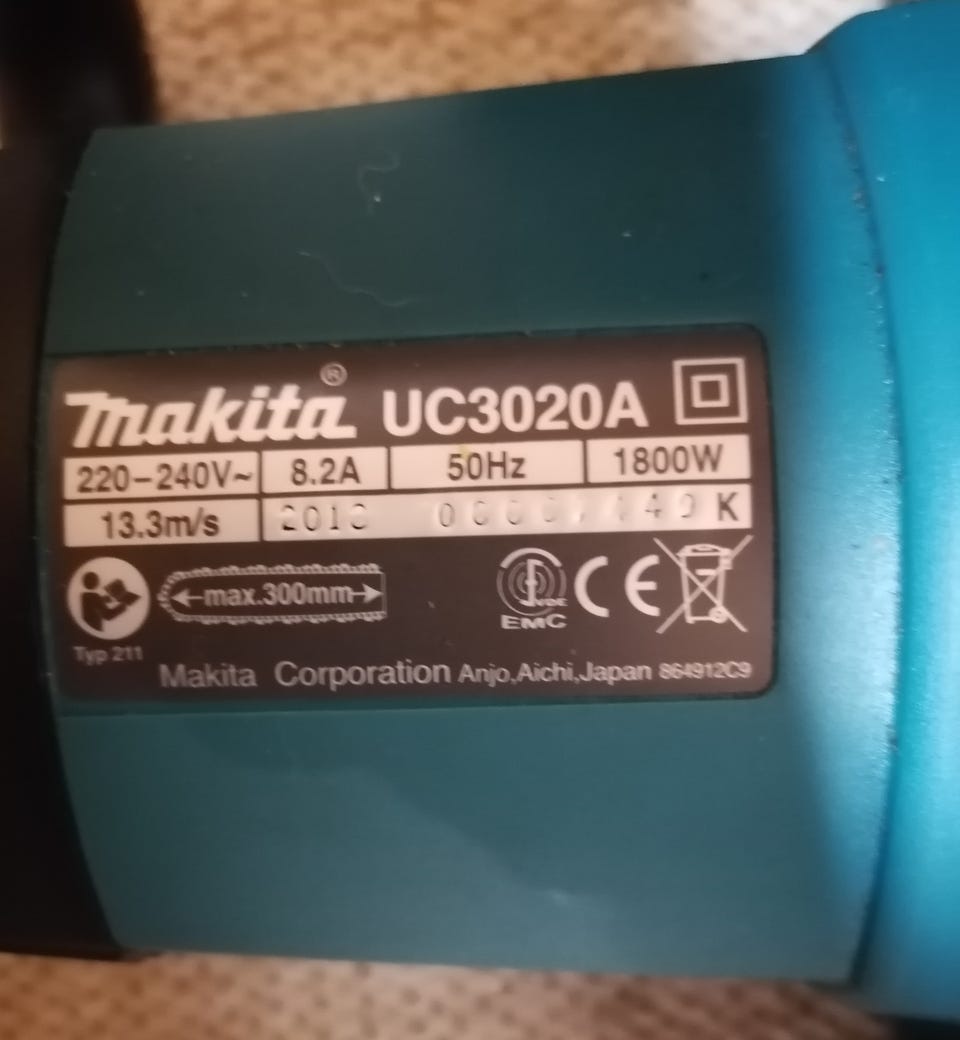 makita® UC3020A
220–240V~ 8.2A 50Hz 1800W
13.3m/s K
max.300mm
VDE
EMC CE
Typ 211
Makita Corporation Anjo,Aichi,Japan 864912C9